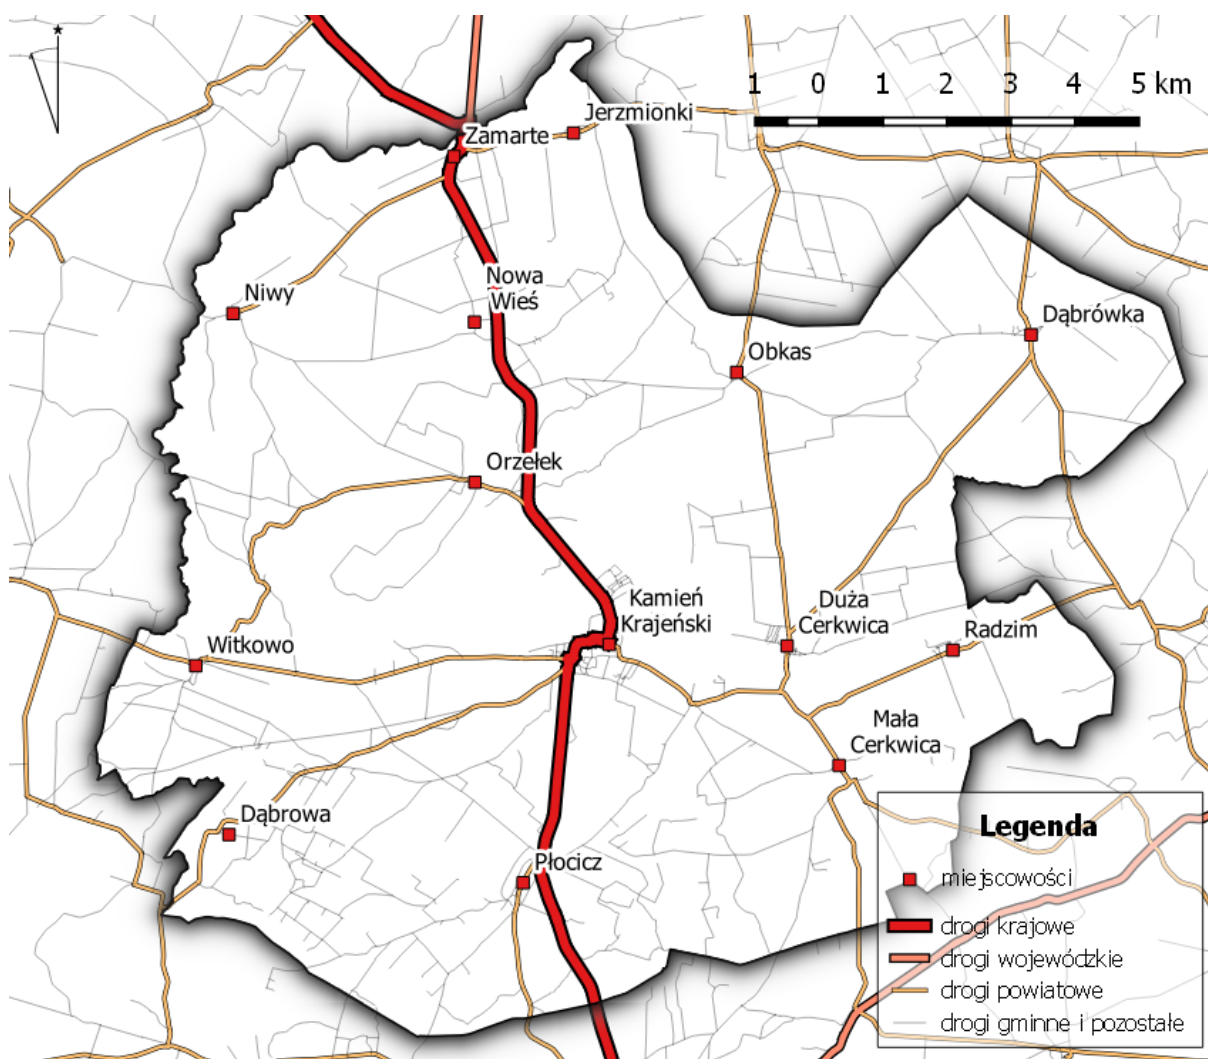 1 0 1 2 3 4 5 km
Jerzmionki
Zamarte
Nowa
Wieś
Niwy
Dąbrówka
Obkas
Orzełek
Kamień
Krajeński
Duża
Cerkwica
Radzim
Witkowo
Mała
Cerkwica
Dąbrowa
Płocicz
Legenda
miejscowości
drogi krajowe
drogi wojewódzkie
drogi powiatowe
drogi gminne i pozostałe